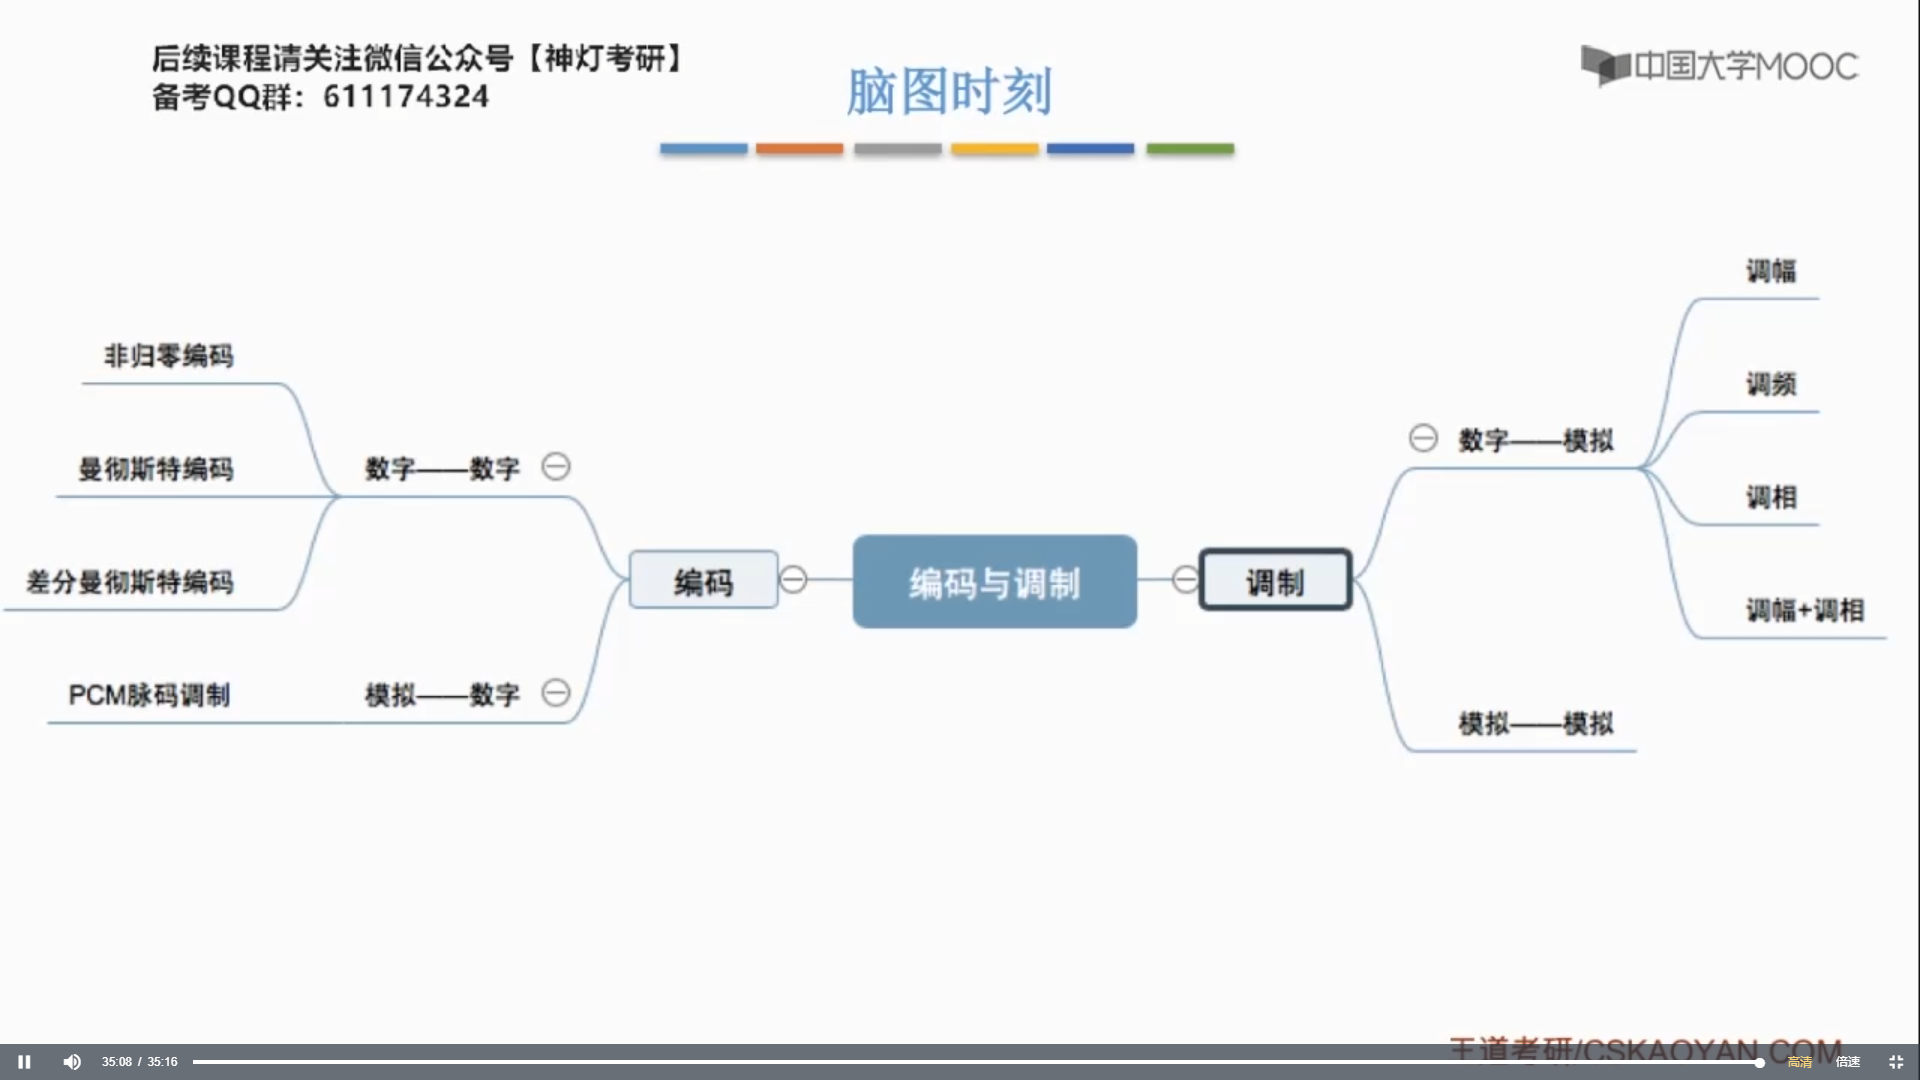 后续课程请关注微信公众号【神灯考研】
备考QQ群：611174324
脑图时刻
中国大学MOOC
非归零编码
曼彻斯特编码
差分曼彻斯特编码
数字——数字
PCM脉码调制
模拟——数字
编码
编码与调制
调制
数字——模拟
调幅
调频
调相
调幅+调相
模拟——模拟
王道考研/CSKAOYAN.COM
35:08 / 35:16
高清
倍速